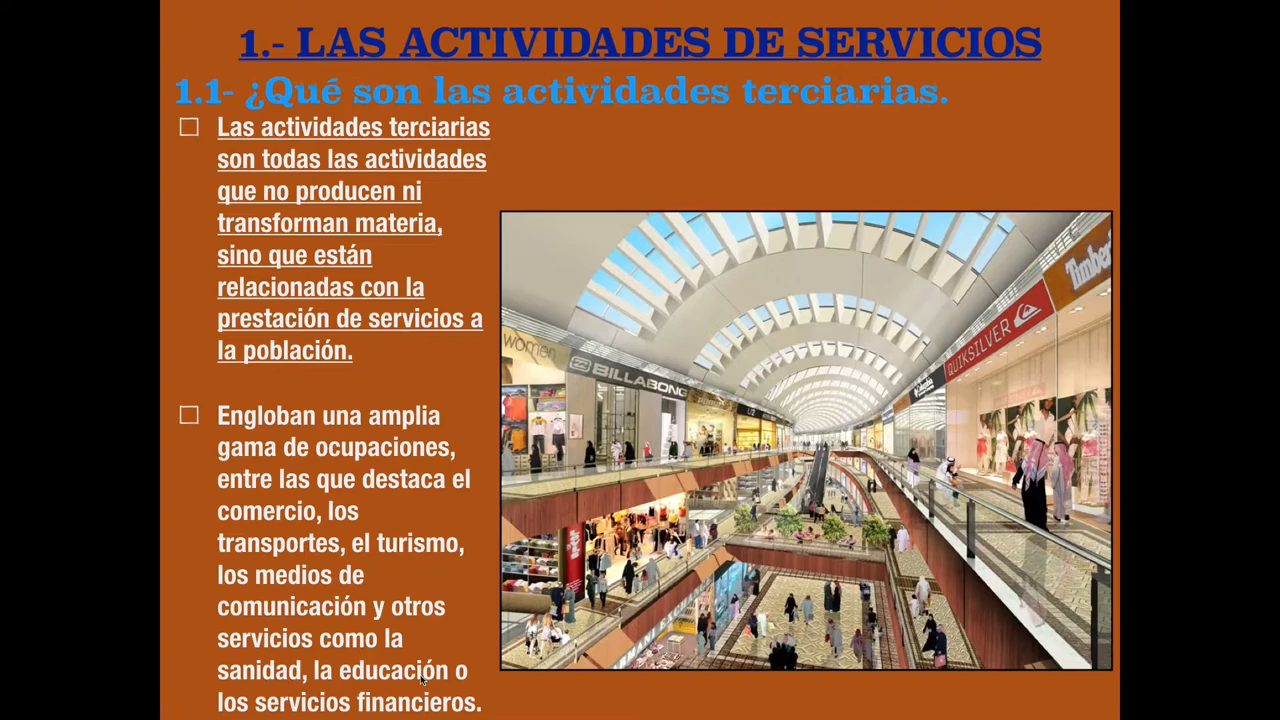 1.- LAS ACTIVIDADES DE SERVICIOS
1.1- ¿Qué son las actividades terciarias.
Las actividades terciarias
son todas las actividades
que no producen ni
transforman materia,
sino que están
relacionadas con la
prestación de servicios a
la población.
Engloban una amplia
gama de ocupaciones,
entre las que destaca el
comercio, los
transportes, el turismo,
los medios de
comunicación y otros
servicios como la
sanidad, la educación o
los servicios financieros.
women
BILLABONG
Columbia
QUIKSILVER
Timber